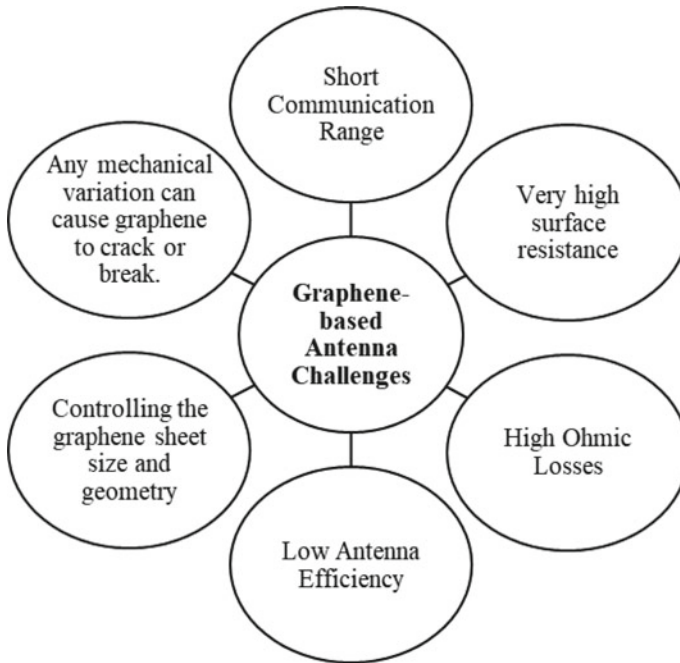 Short
Communication
Range
Any mechanical
variation can
cause graphene
to crack or
break.
Very high
surface
resistance
Graphene-
based
Antenna
Challenges
Controlling the
graphene sheet
size and
geometry
High Ohmic
Losses
Low Antenna
Efficiency